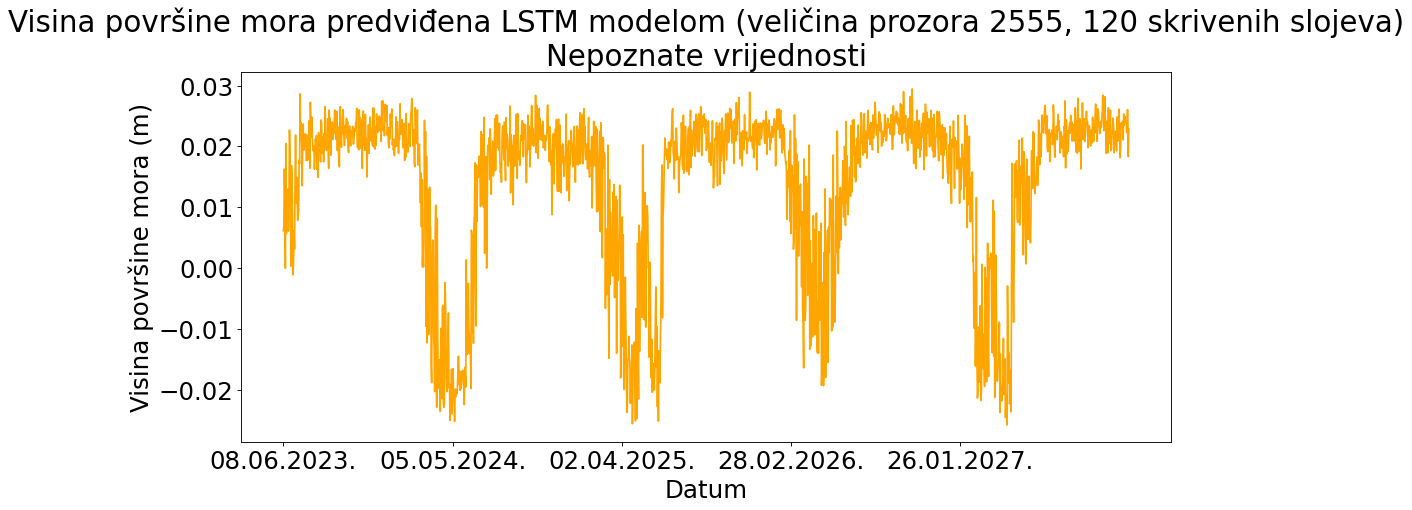 Visina površine mora predviđena LSTM modelom (veličina prozora 2555, 120 skrivenih slojeva)
Nepoznate vrijednosti
Visina površine mora (m)
0.03
0.02
0.01
0.00
−0.01
−0.02
08.06.2023. 05.05.2024. 02.04.2025. 28.02.2026. 26.01.2027.
Datum